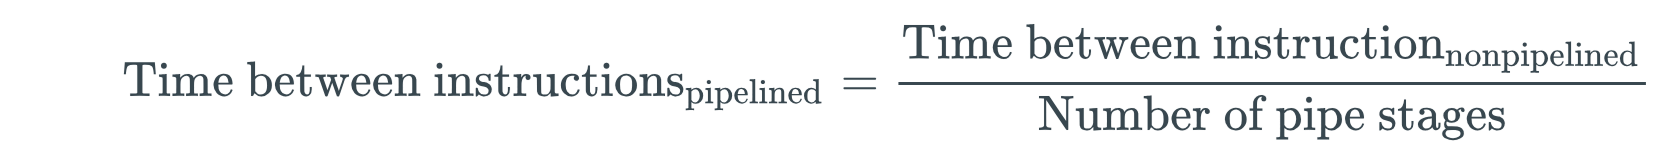 Time between instructions_pipelined = Time between instruction_nonpipelined
Number of pipe stages